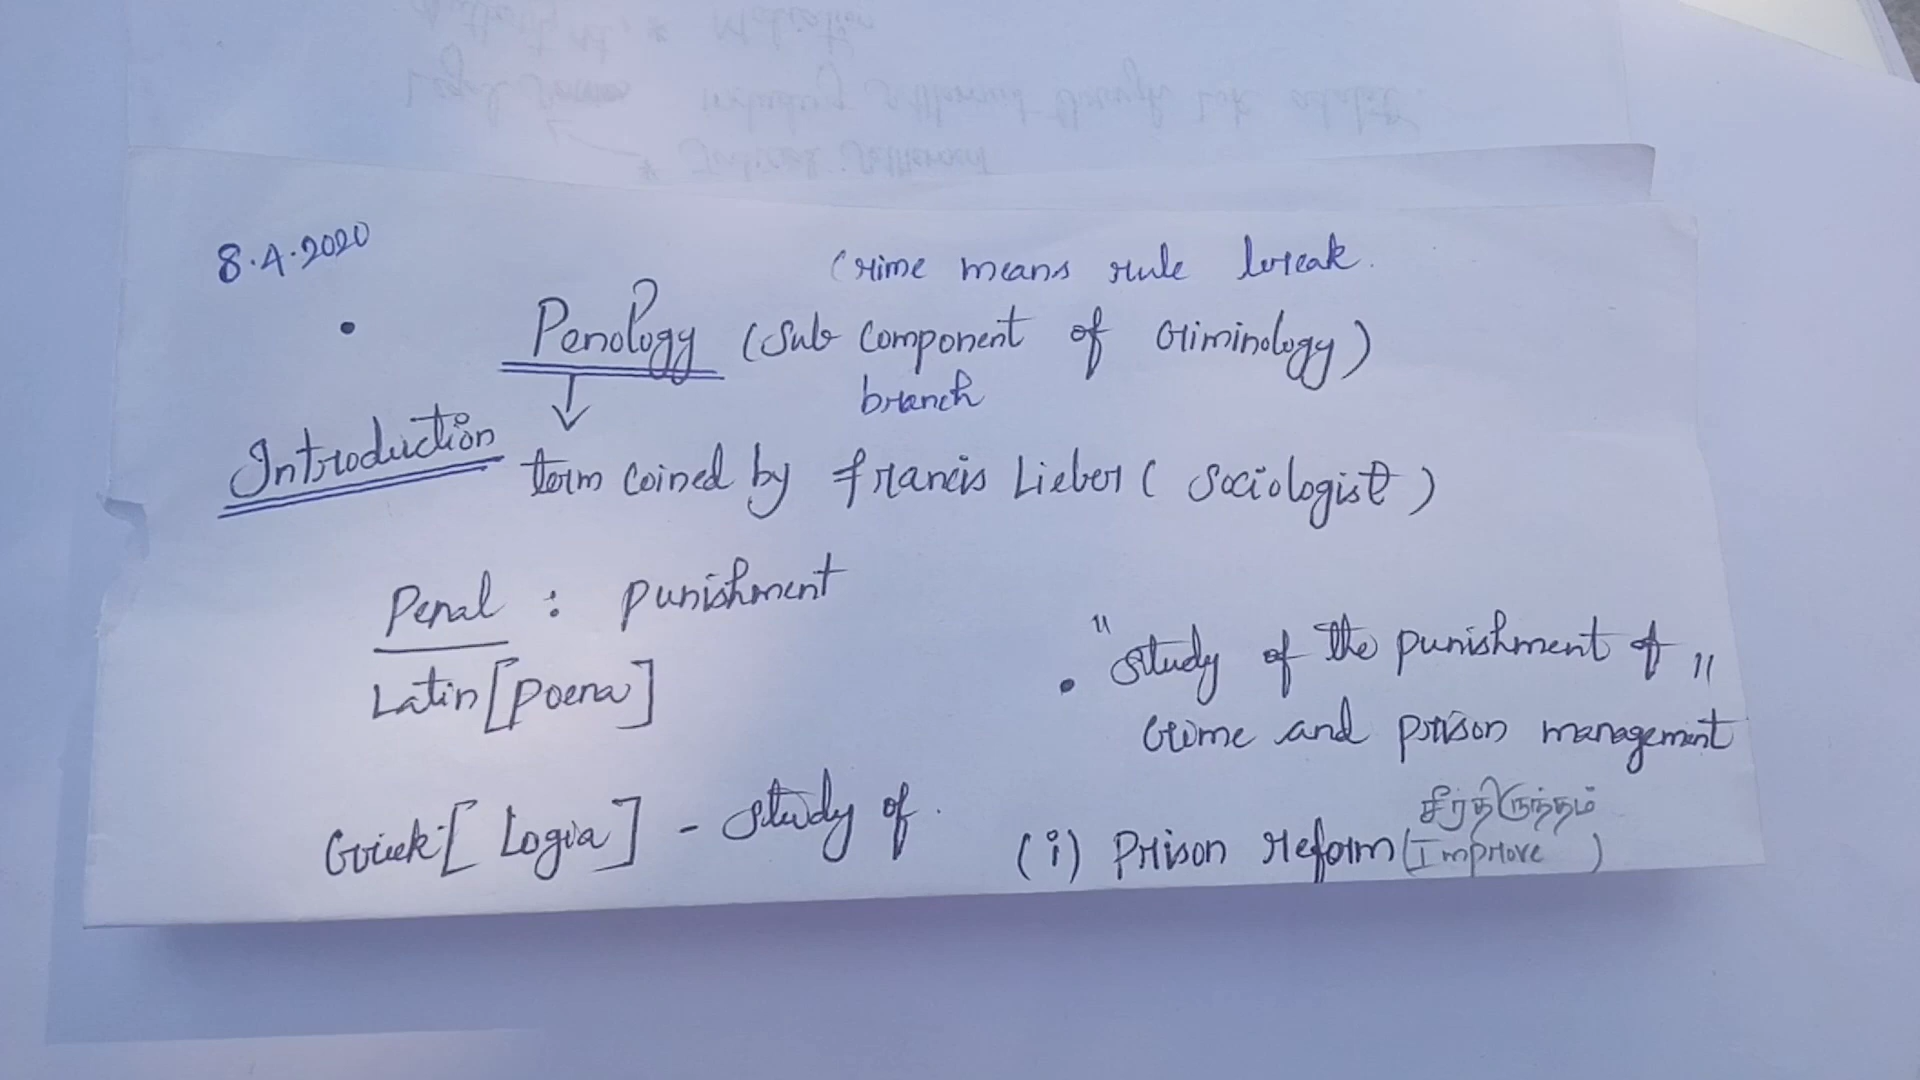 8.4.2020
Crime means rule break.
Penology (Sub Component of Criminology)
branch
Introduction
term coined by francis Lieber (Sociologist)
Penal : punishment
Latin [poena]
"study of the punishment of "
Crime and prison management
Greek [Logia] - study of.
சீர்திருத்தம்
(i) Prison reform (Improve)